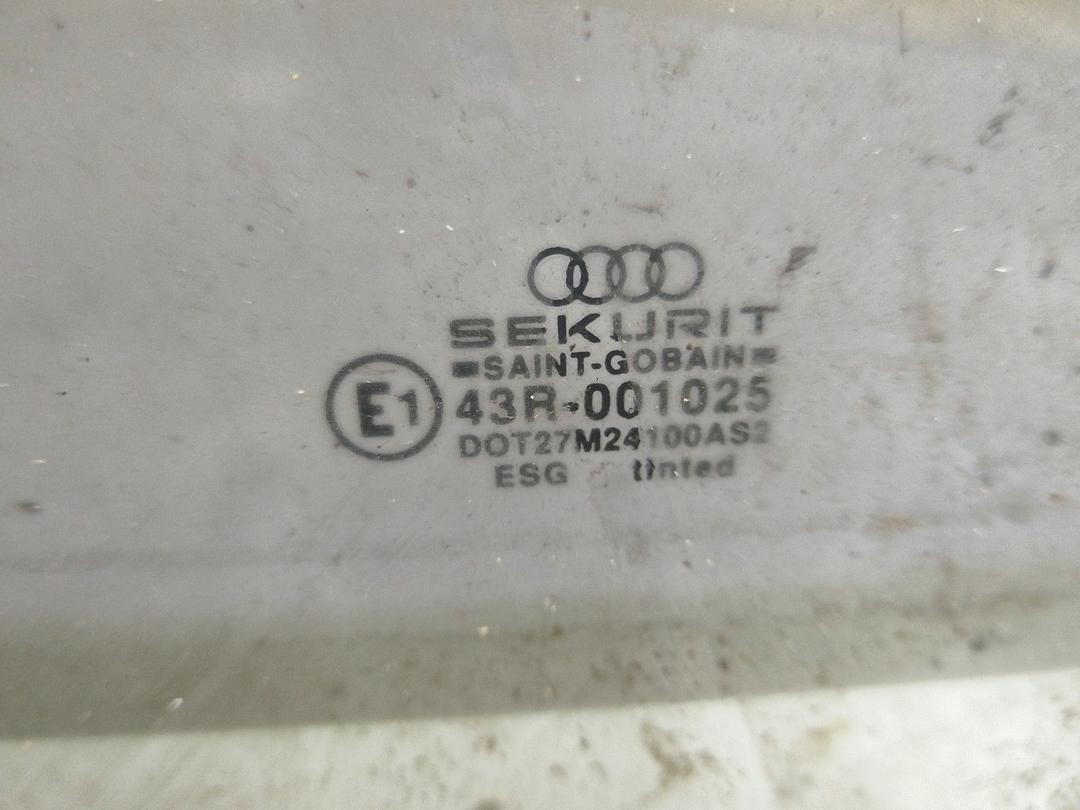 SEKURIT
SAINT-GOBAIN
E1
43R-001025
DOT27M24100AS2
ESG tinted